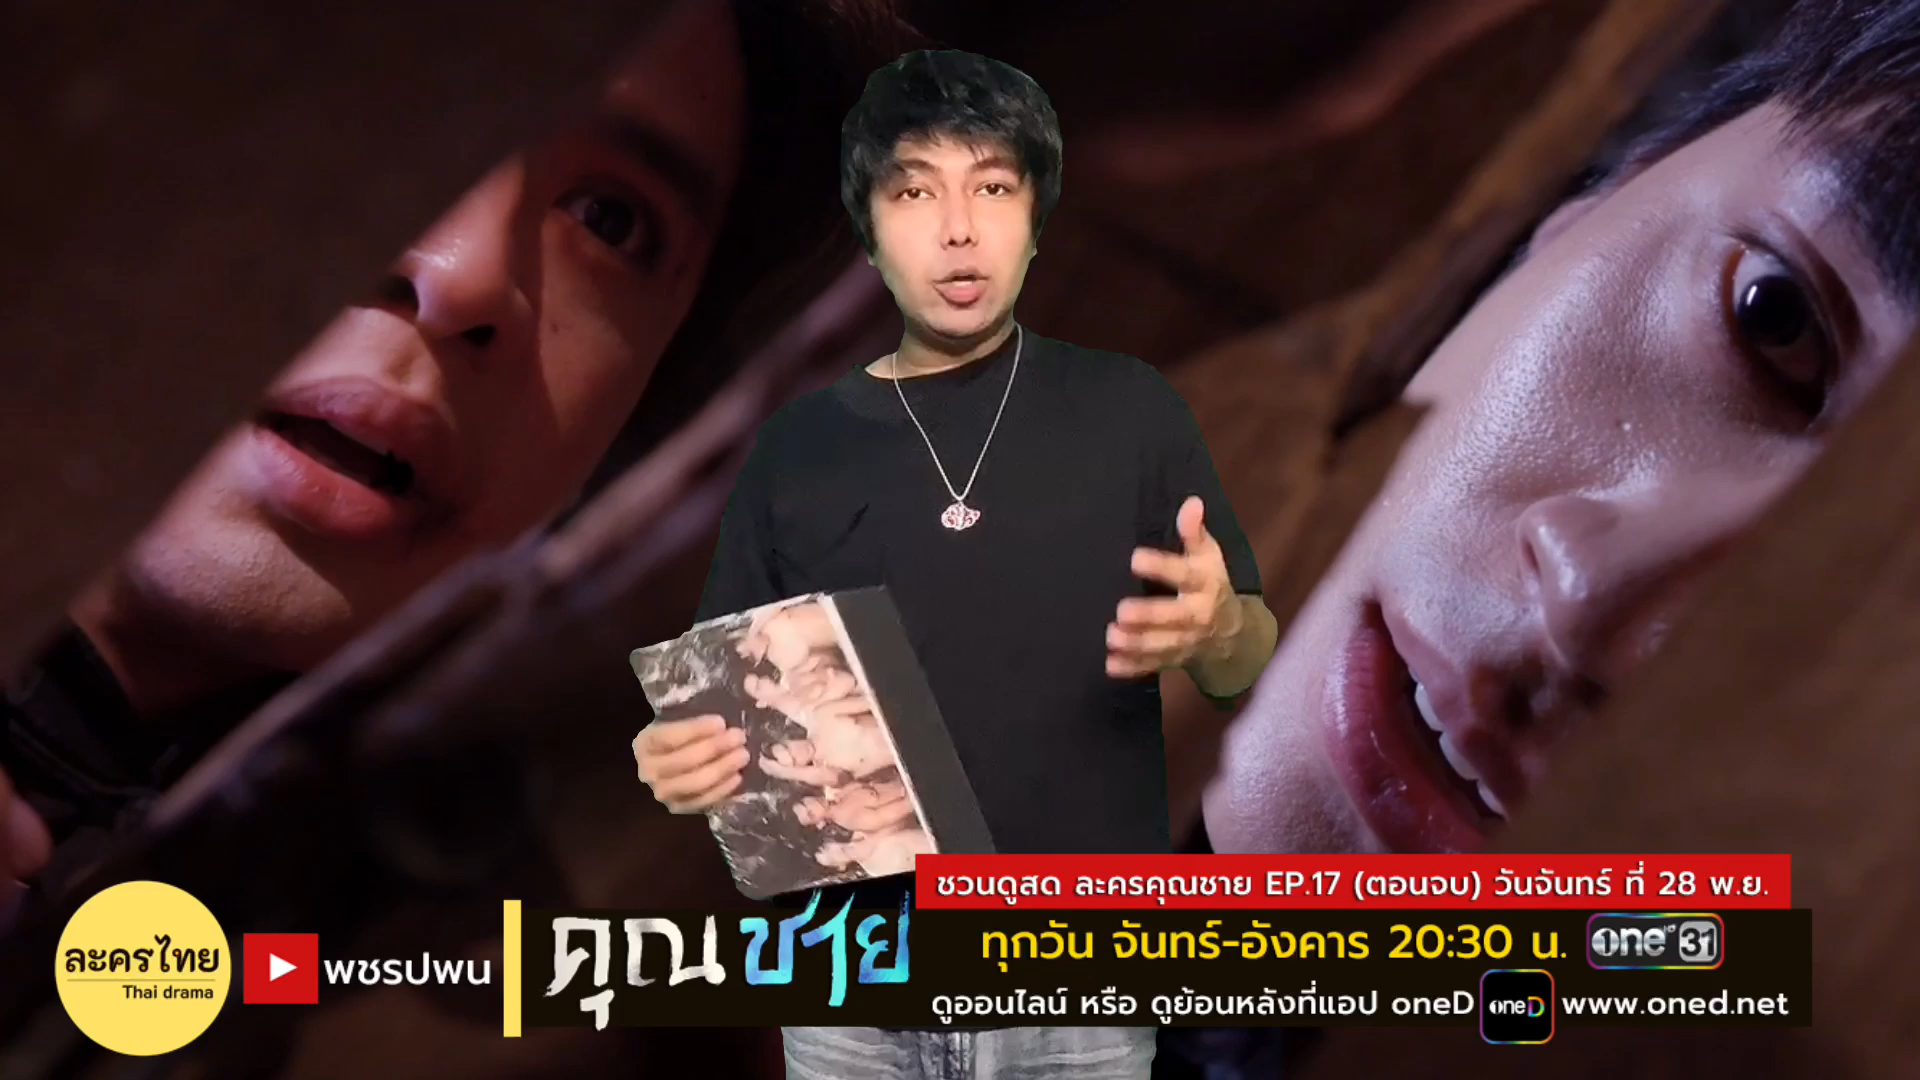 ชวนดูสด ละครคุณชาย EP.17 (ตอนจบ) วันจันทร์ ที่ 28 พ.ย.
ละครไทย
Thai drama
พชรปพน
คุณชาย
ทุกวัน จันทร์-อังคาร 20:30 น. one HD 31
ดูออนไลน์ หรือ ดูย้อนหลังที่แอป oneD oneD www.oned.net